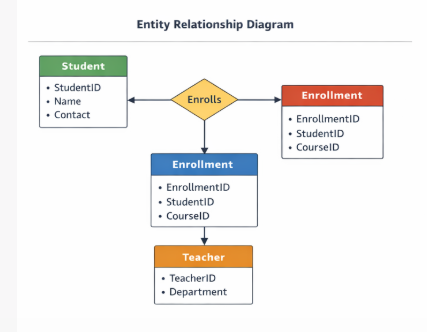 Entity Relationship Diagram
Student
• StudentID
• Name
• Contact
Enrolls
Enrollment
• EnrollmentID
• StudentID
• CourseID
Enrollment
• EnrollmentID
• StudentID
• CourseID
Teacher
• TeacherID
• Department